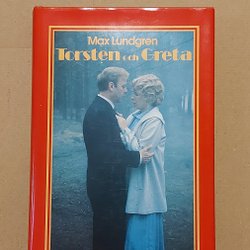 Max Lundgren
Torsten och Greta